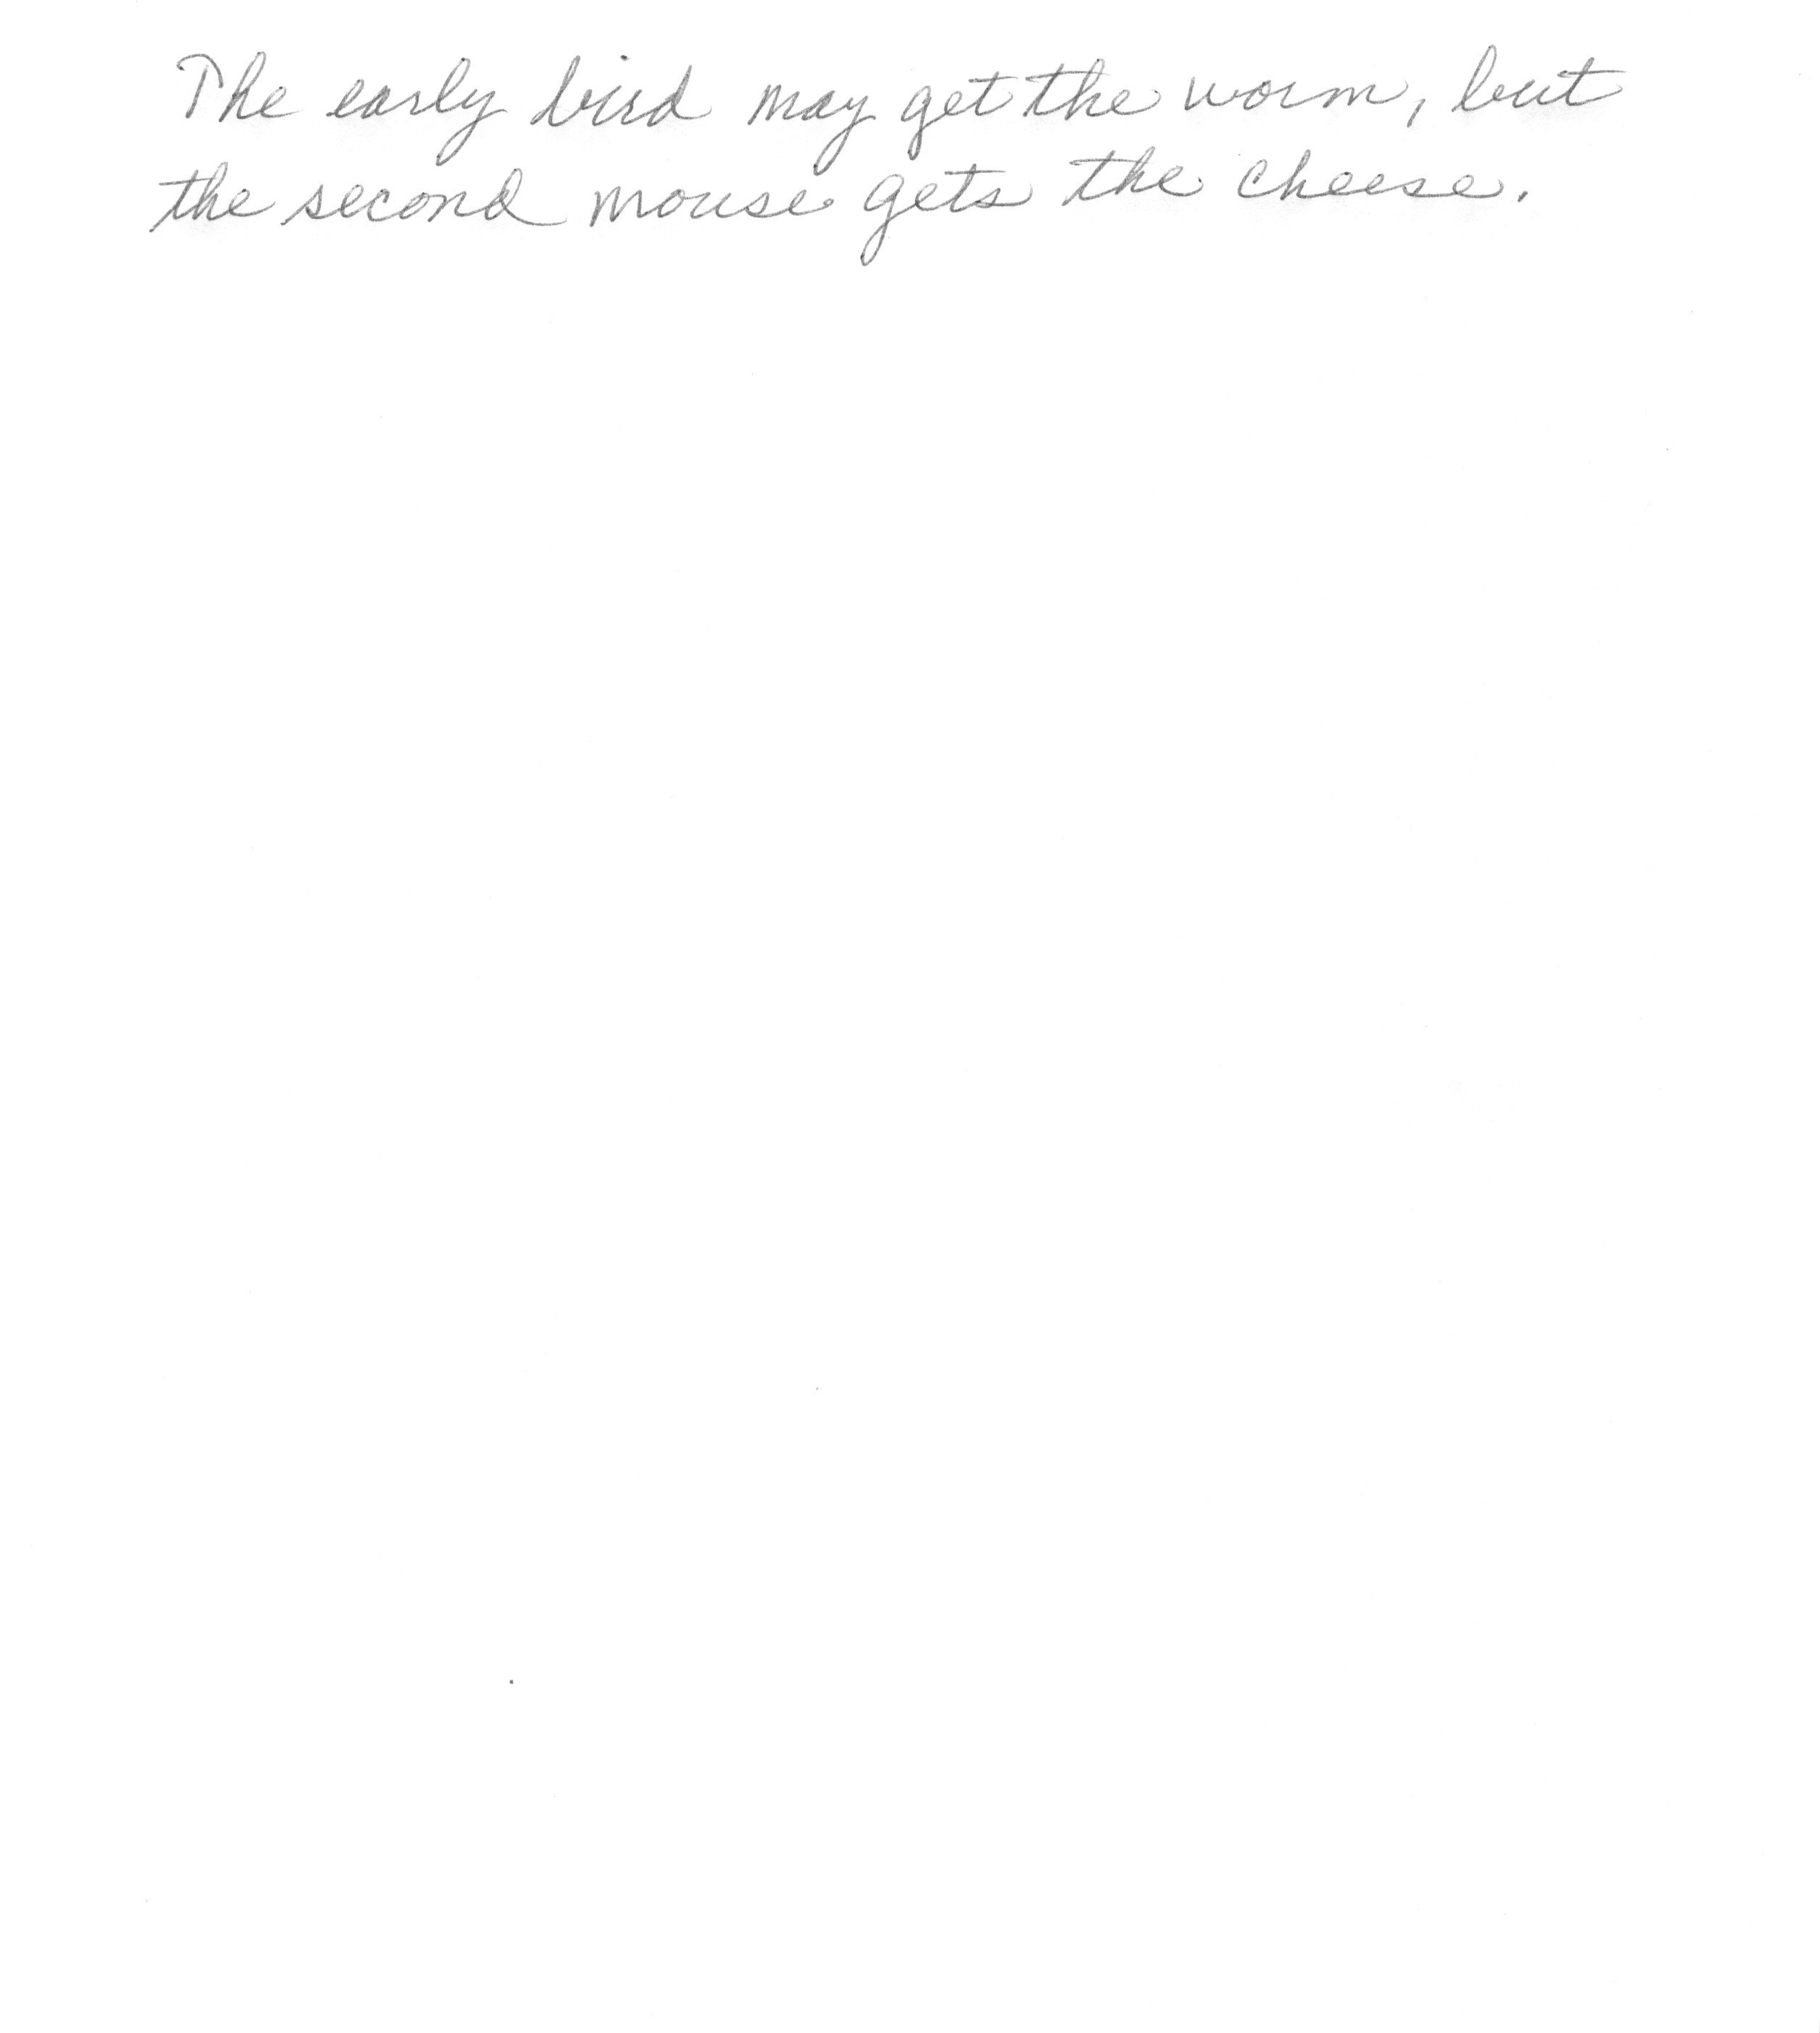 The early bird may get the worm, but
the second mouse gets the cheese.